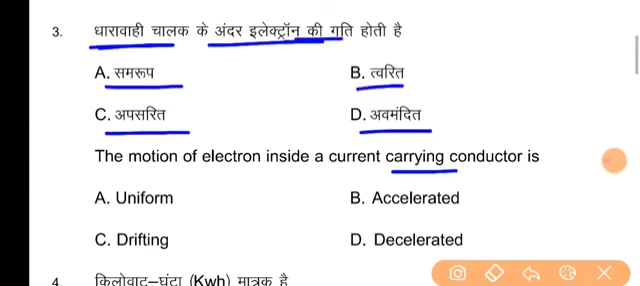 3. धारावाही चालक के अंदर इलेक्ट्रॉन की गति होती है
A. समरूप B. त्वरित
C. अपसरित D. अवमंदित
The motion of electron inside a current carrying conductor is
A. Uniform B. Accelerated
C. Drifting D. Decelerated
4. किलोवाट–घंटा (Kwh) मात्रक है